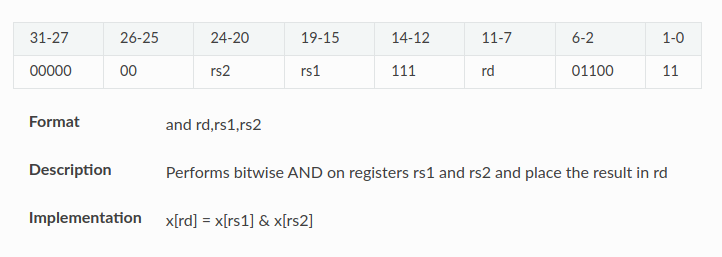 31-27 26-25 24-20 19-15 14-12 11-7 6-2 1-0
00000 00 rs2 rs1 111 rd 01100 11
Format and rd,rs1,rs2
Description Performs bitwise AND on registers rs1 and rs2 and place the result in rd
Implementation x[rd] = x[rs1] & x[rs2]